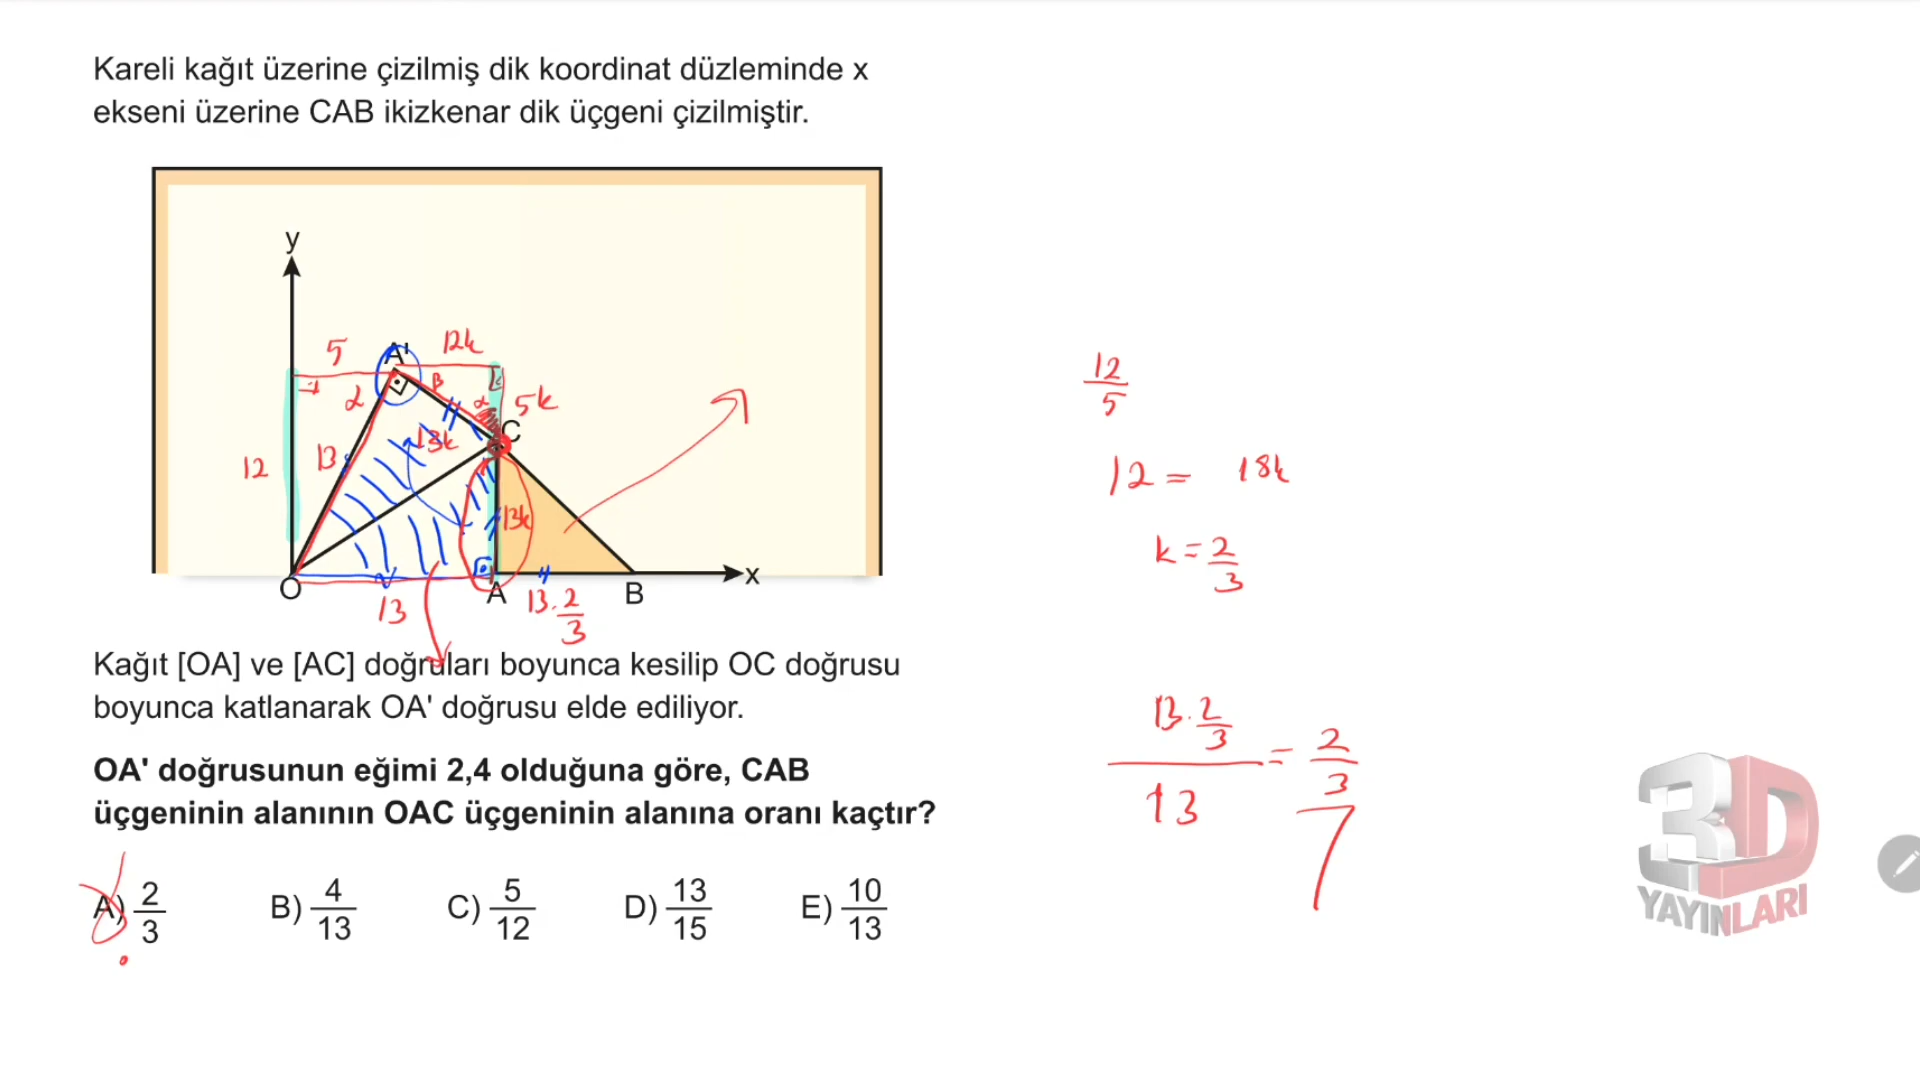 Kareli kağıt üzerine çizilmiş dik koordinat düzleminde x
ekseni üzerine CAB ikizkenar dik üçgeni çizilmiştir.
y
5
A'
12k
α
β
α
5k
C
12
13
13k
13k
O
13
A
13.2/3
B
x
12/5
12 = 18k
k = 2/3
Kağıt [OA] ve [AC] doğruları boyunca kesilip OC doğrusu
boyunca katlanarak OA' doğrusu elde ediliyor.
OA' doğrusunun eğimi 2,4 olduğuna göre, CAB
üçgeninin alanının OAC üçgeninin alanına oranı kaçtır?
13.2/3 / 13 = 2/3
A) 2/3 B) 4/13 C) 5/12 D) 13/15 E) 10/13
3D
YAYINLARI